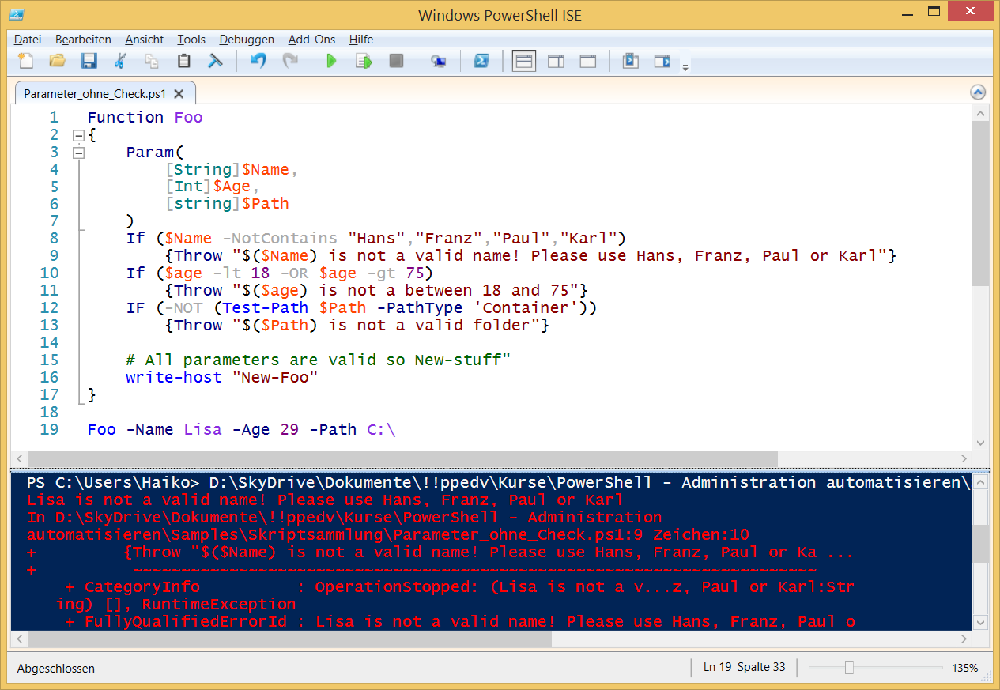 Windows PowerShell ISE
Datei Bearbeiten Ansicht Tools Debuggen Add-Ons Hilfe
Parameter_ohne_Check.ps1
1 Function Foo
2 {
3     Param(
4         [String]$Name,
5         [Int]$Age,
6         [string]$Path
7     )
8     If ($Name -NotContains "Hans","Franz","Paul","Karl")
9         {Throw "$($Name) is not a valid name! Please use Hans, Franz, Paul or Karl"}
10     If ($age -lt 18 -OR $age -gt 75)
11         {Throw "$($age) is not a between 18 and 75"}
12     IF (-NOT (Test-Path $Path -PathType 'Container'))
13         {Throw "$($Path) is not a valid folder"}
14
15     # All parameters are valid so New-stuff"
16     write-host "New-Foo"
17 }
18
19 Foo -Name Lisa -Age 29 -Path C:\
PS C:\Users\Haiko> D:\SkyDrive\Dokumente\!!ppedv\Kurse\PowerShell - Administration automatisieren\
Lisa is not a valid name! Please use Hans, Franz, Paul or Karl
In D:\SkyDrive\Dokumente\!!ppedv\Kurse\PowerShell - Administration
automatisieren\Samples\Skriptsammlung\Parameter_ohne_Check.ps1:9 Zeichen:10
+         {Throw "$($Name) is not a valid name! Please use Hans, Franz, Paul or Ka ...
+          ~~~~~~~~~~~~~~~~~~~~~~~~~~~~~~~~~~~~~~~~~~~~~~~~~~~~~~~~~~~~~~~~~~~~~~~
    + CategoryInfo          : OperationStopped: (Lisa is not a v...z, Paul or Karl:Str
   ing) [], RuntimeException
    + FullyQualifiedErrorId : Lisa is not a valid name! Please use Hans, Franz, Paul o
Abgeschlossen
Ln 19 Spalte 33
135%